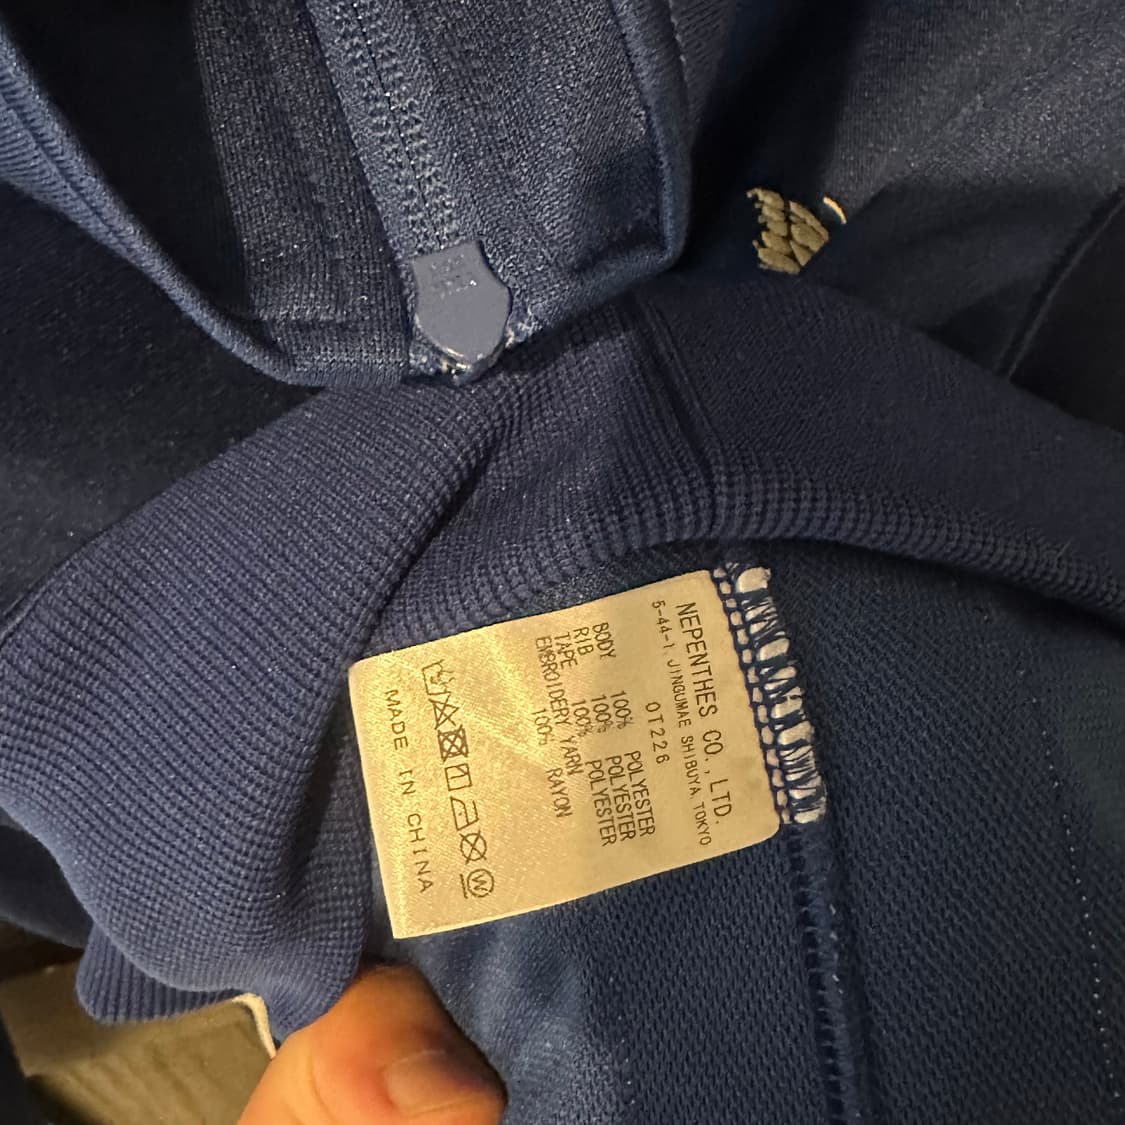 NEPENTHES CO., LTD.
5-44-1, JINGUMAE SHIBUYA, TOKYO
OT226
BODY 100% POLYESTER
RIB 100% POLYESTER
TAPE 100% POLYESTER
EMBROIDERY YARN
100% RAYON
W
MADE IN CHINA